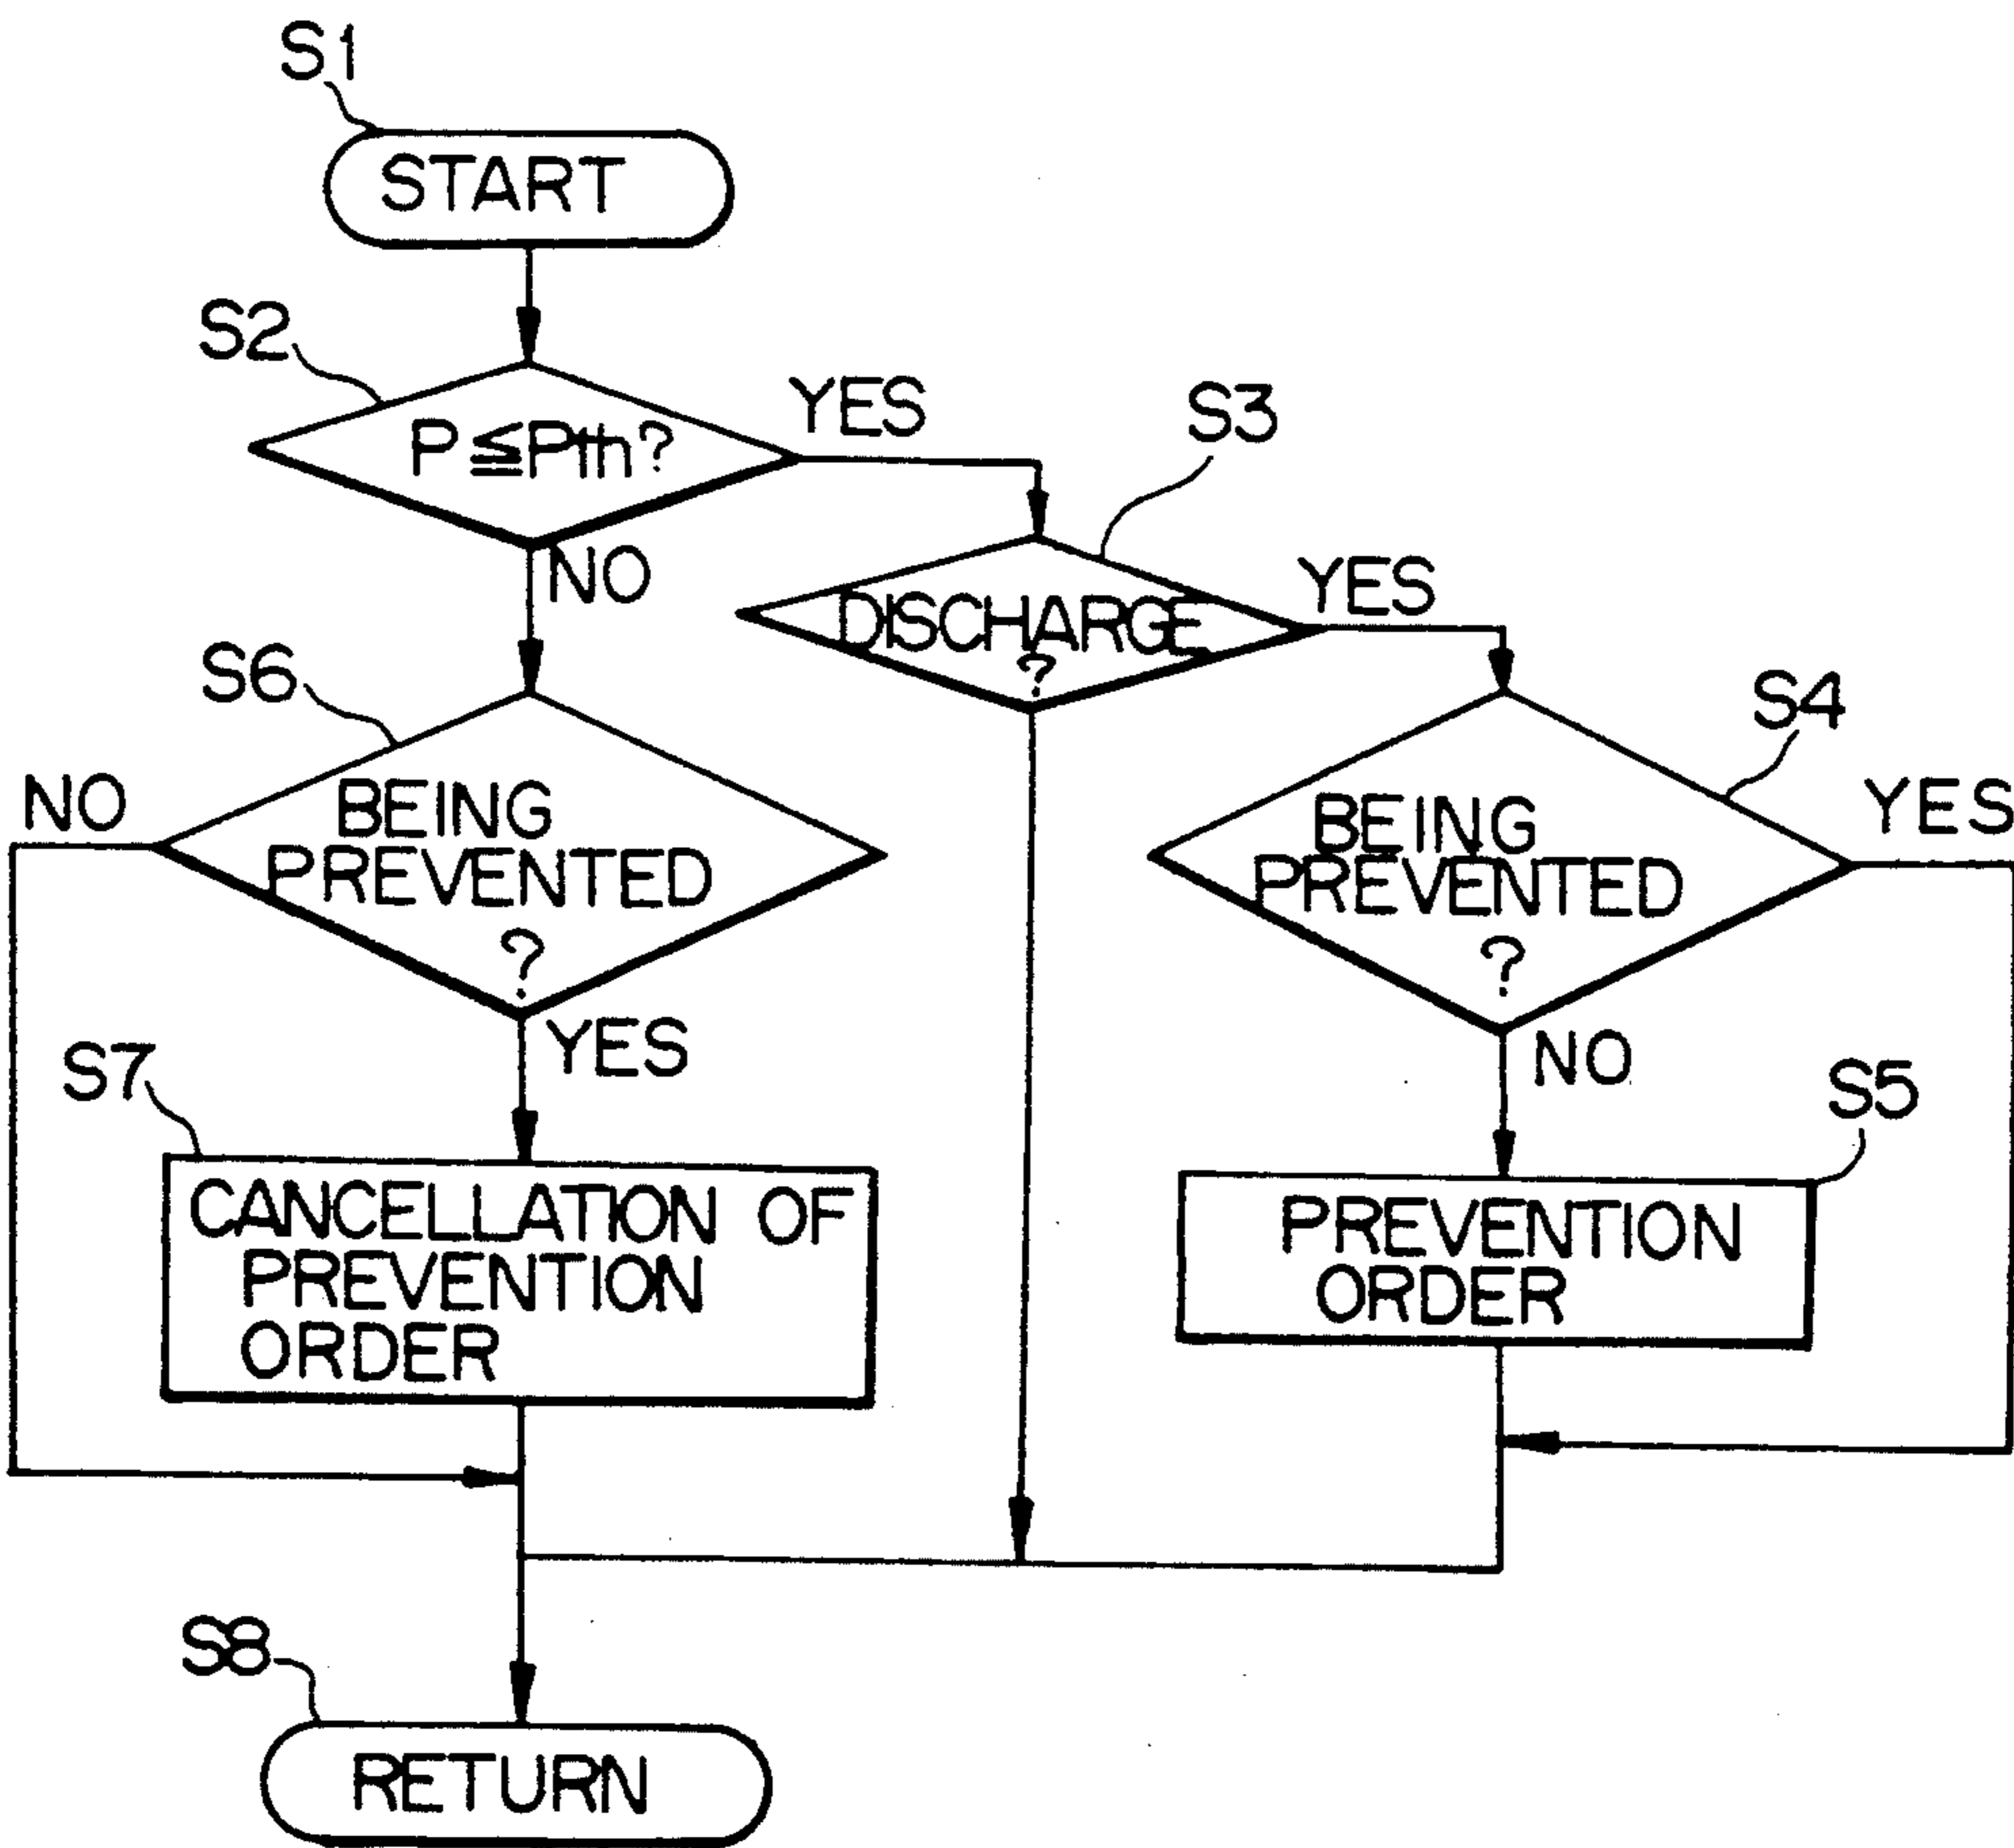 S1
START
S2
P≦Pth?
YES
NO
S3
DISCHARGE
?
YES
S6
BEING
PREVENTED
?
NO
YES
S4
BEING
PREVENTED
?
YES
NO
S7
CANCELLATION OF
PREVENTION
ORDER
S5
PREVENTION
ORDER
S8
RETURN